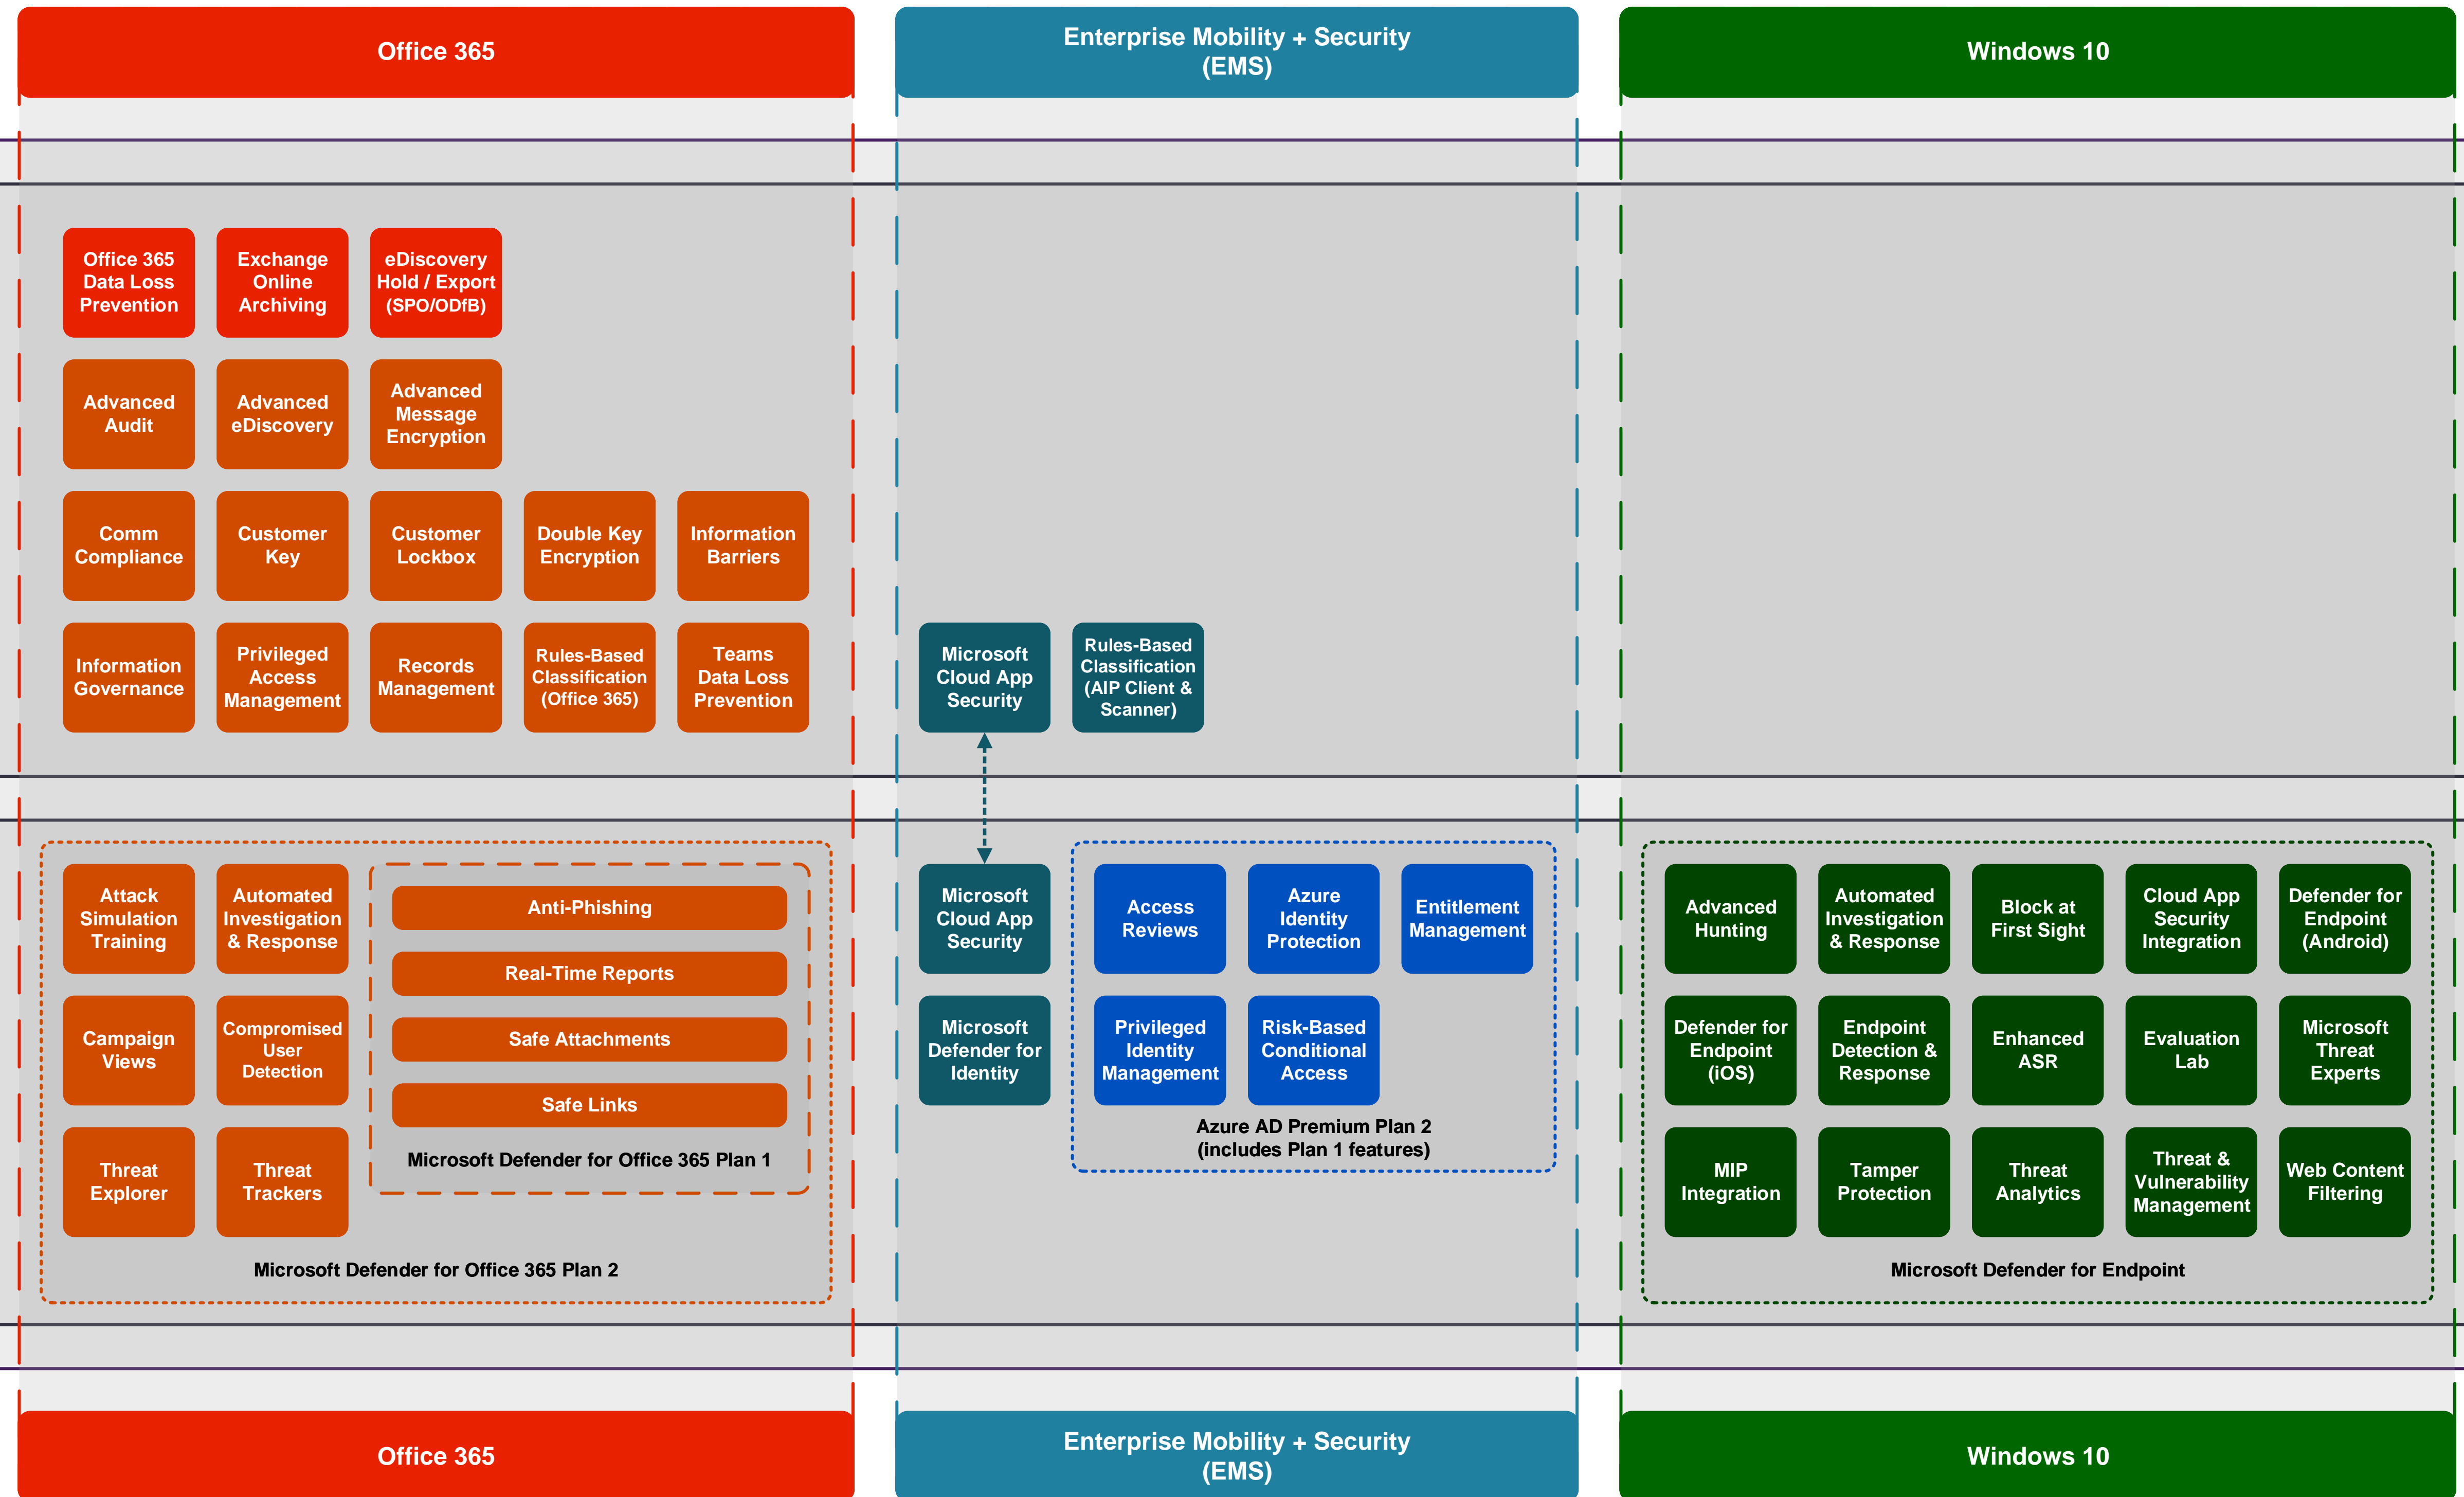 Office 365
Enterprise Mobility + Security
(EMS)
Windows 10
Office 365
Data Loss
Prevention
Exchange
Online
Archiving
eDiscovery
Hold / Export
(SPO/ODfB)
Advanced
Audit
Advanced
eDiscovery
Advanced
Message
Encryption
Comm
Compliance
Customer
Key
Customer
Lockbox
Double Key
Encryption
Information
Barriers
Information
Governance
Privileged
Access
Management
Records
Management
Rules-Based
Classification
(Office 365)
Teams
Data Loss
Prevention
Microsoft
Cloud App
Security
Rules-Based
Classification
(AIP Client &
Scanner)
Attack
Simulation
Training
Automated
Investigation
& Response
Anti-Phishing
Real-Time Reports
Safe Attachments
Safe Links
Microsoft Defender for Office 365 Plan 1
Campaign
Views
Compromised
User
Detection
Threat
Explorer
Threat
Trackers
Microsoft Defender for Office 365 Plan 2
Microsoft
Cloud App
Security
Microsoft
Defender for
Identity
Access
Reviews
Azure
Identity
Protection
Entitlement
Management
Privileged
Identity
Management
Risk-Based
Conditional
Access
Azure AD Premium Plan 2
(includes Plan 1 features)
Advanced
Hunting
Automated
Investigation
& Response
Block at
First Sight
Cloud App
Security
Integration
Defender for
Endpoint
(Android)
Defender for
Endpoint
(iOS)
Endpoint
Detection &
Response
Enhanced
ASR
Evaluation
Lab
Microsoft
Threat
Experts
MIP
Integration
Tamper
Protection
Threat
Analytics
Threat &
Vulnerability
Management
Web Content
Filtering
Microsoft Defender for Endpoint
Office 365
Enterprise Mobility + Security
(EMS)
Windows 10